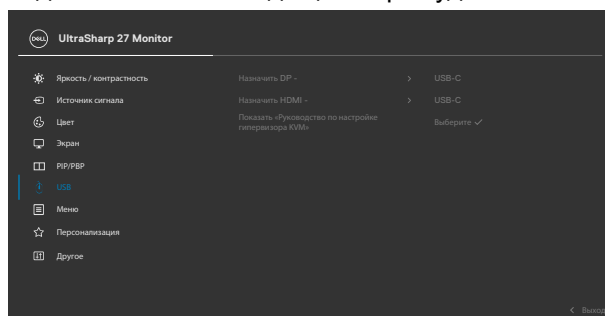 DELL
UltraSharp 27 Monitor
Яркость / контрастность
Назначить DP -
USB-C
Источник сигнала
Назначить HDMI -
USB-C
Цвет
Показать «Руководство по настройке
гипервизора KVM»
Выберите ✓
Экран
PIP/PBP
USB
Меню
Персонализация
Другое
Выход